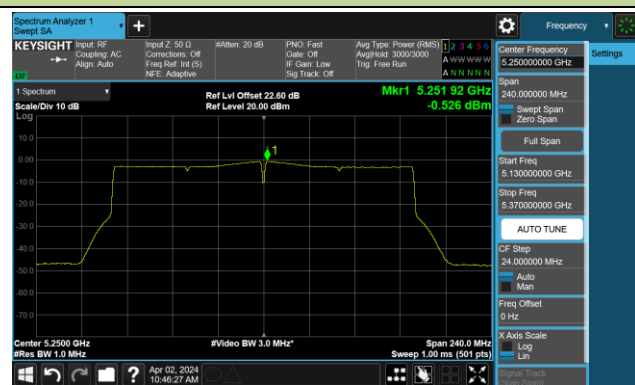 Spectrum Analyzer 1
Swept SA
+
Frequency
KEYSIGHT
Input: RF
Coupling: AC
Align: Auto
Input Z: 50 Ω
Corrections: Off
Freq Ref: Int (S)
NFE: Adaptive
#Atten: 20 dB
PNO: Fast
Gate: Off
IF Gain: Low
Sig Track: Off
Avg Type: Power (RMS)
Avg|Hold: 3000/3000
Trig: Free Run
1 2 3 4 5 6
A W W W W W
A N N N N N
LW
1 Spectrum
Scale/Div 10 dB
Ref Lvl Offset 22.60 dB
Ref Level 20.00 dBm
Mkr1 5.251 92 GHz
-0.526 dBm
Log
10.0
0.00
-10.0
-20.0
-30.0
-40.0
-50.0
-60.0
-70.0
1
Center 5.2500 GHz
#Res BW 1.0 MHz
#Video BW 3.0 MHz*
Span 240.0 MHz
Sweep 1.00 ms (501 pts)
Apr 02, 2024
10:46:27 AM
?
Center Frequency
5.250000000 GHz
Span
240.000000 MHz
Swept Span
Zero Span
Full Span
Start Freq
5.130000000 GHz
Stop Freq
5.370000000 GHz
AUTO TUNE
CF Step
24.000000 MHz
Auto
Man
Freq Offset
0 Hz
X Axis Scale
Log
Lin
Signal Track
(Span Zoom)
Settings